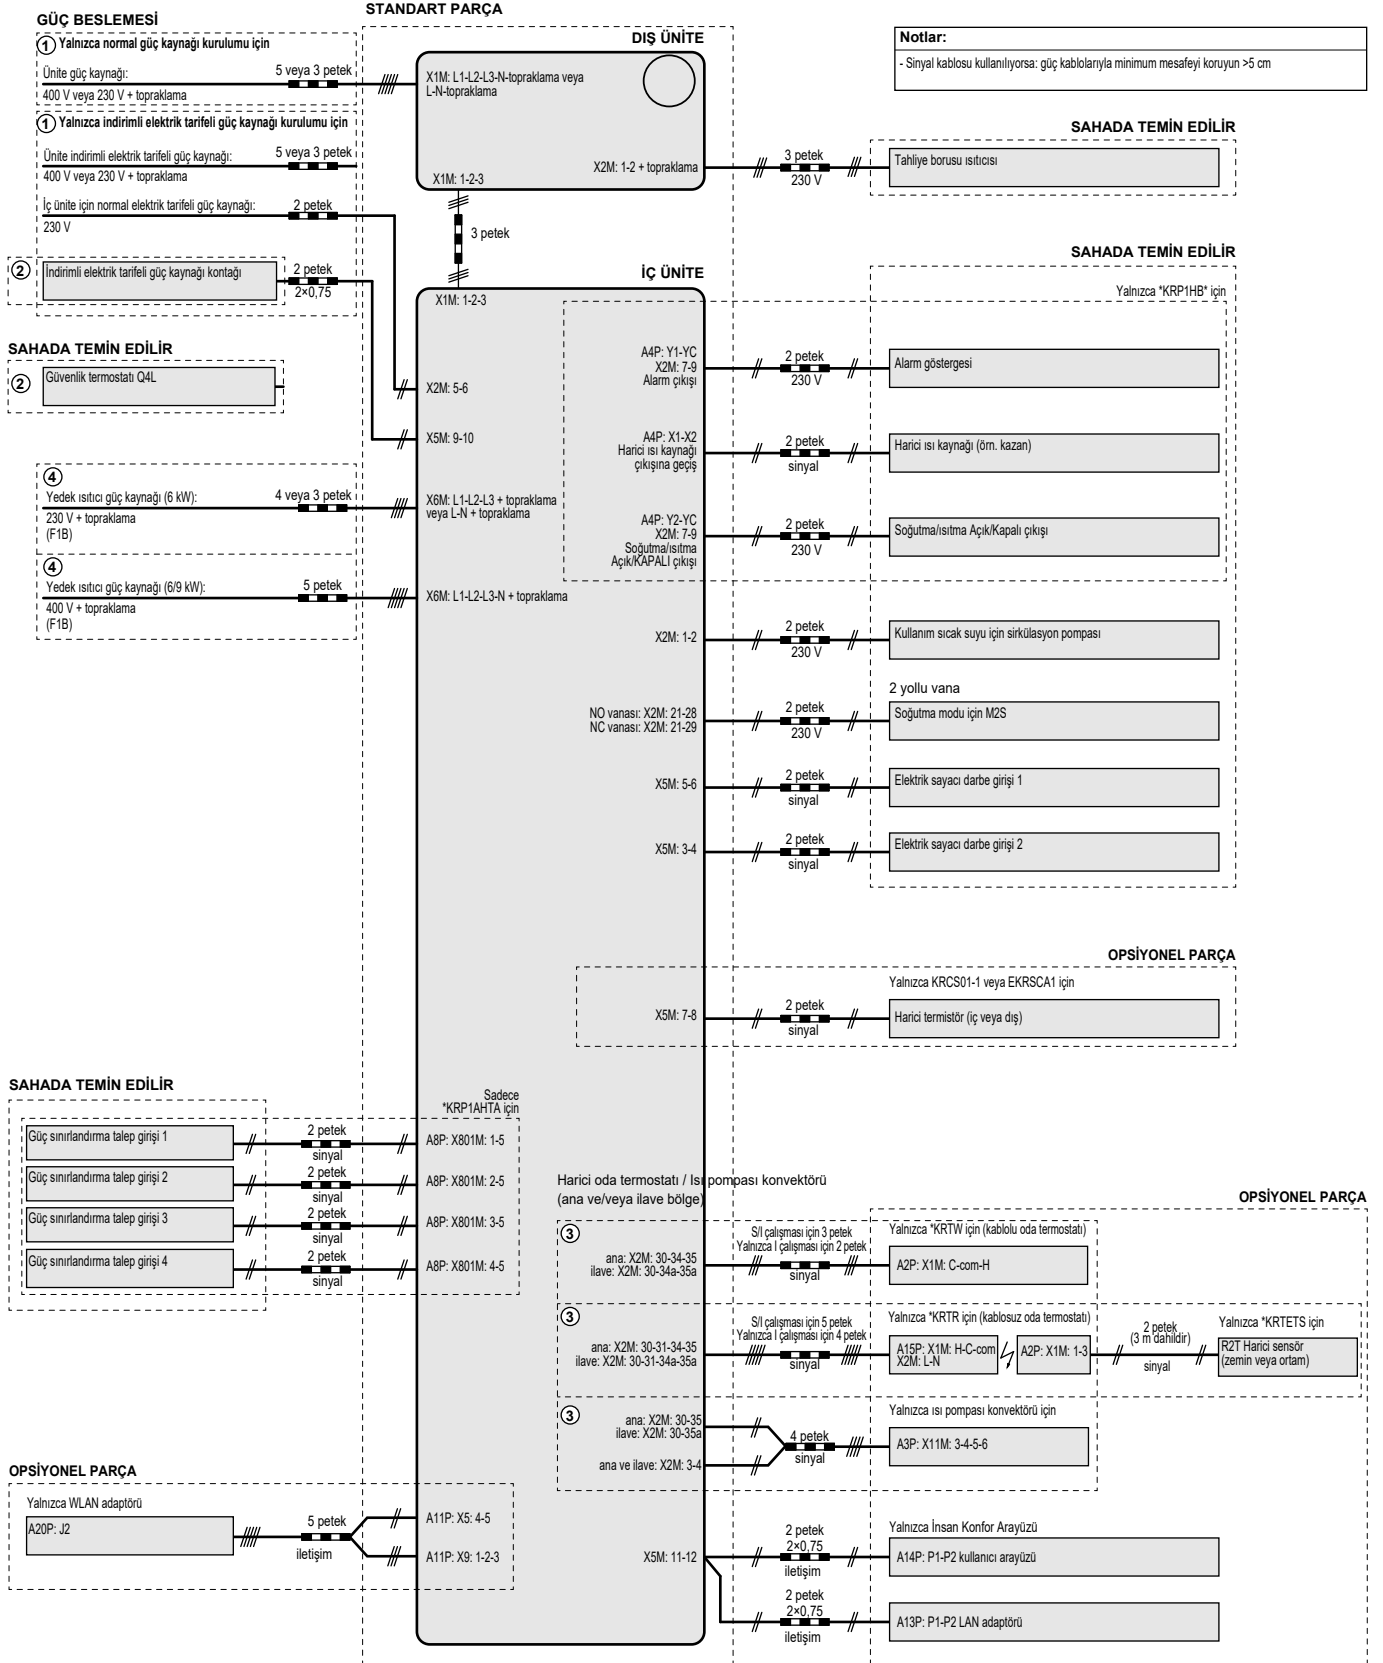 GÜÇ BESLEMESİ
1 Yalnızca normal güç kaynağı kurulumu için
Ünite güç kaynağı:
5 veya 3 petek
400 V veya 230 V + topraklama
1 Yalnızca indirimli elektrik tarifeli güç kaynağı kurulumu için
Ünite indirimli elektrik tarifeli güç kaynağı:
5 veya 3 petek
400 V veya 230 V + topraklama
İç ünite için normal elektrik tarifeli güç kaynağı:
2 petek
230 V
2
İndirimli elektrik tarifeli güç kaynağı kontağı
2 petek
2×0,75
SAHADA TEMİN EDİLİR
2
Güvenlik termostatı Q4L
4
Yedek ısıtıcı güç kaynağı (6 kW):
4 veya 3 petek
230 V + topraklama
(F1B)
4
Yedek ısıtıcı güç kaynağı (6/9 kW):
5 petek
400 V + topraklama
(F1B)
STANDART PARÇA
DIŞ ÜNİTE
X1M: L1-L2-L3-N-topraklama veya
L-N-topraklama
X2M: 1-2 + topraklama
X1M: 1-2-3
3 petek
İÇ ÜNİTE
X1M: 1-2-3
X2M: 5-6
X5M: 9-10
X6M: L1-L2-L3 + topraklama
veya L-N + topraklama
X6M: L1-L2-L3-N + topraklama
Notlar:
- Sinyal kablosu kullanılıyorsa: güç kablolarıyla minimum mesafeyi koruyun >5 cm
SAHADA TEMİN EDİLİR
3 petek
230 V
Tahliye borusu ısıtıcısı
SAHADA TEMİN EDİLİR
Yalnızca *KRP1HB* için
A4P: Y1-YC
X2M: 7-9
Alarm çıkışı
2 petek
230 V
Alarm göstergesi
A4P: X1-X2
Harici ısı kaynağı
çıkışına geçiş
2 petek
sinyal
Harici ısı kaynağı (örn. kazan)
A4P: Y2-YC
X2M: 7-9
Soğutma/ısıtma
Açık/KAPALI çıkışı
2 petek
230 V
Soğutma/ısıtma Açık/Kapalı çıkışı
X2M: 1-2
2 petek
230 V
Kullanım sıcak suyu için sirkülasyon pompası
2 yollu vana
NO vanası: X2M: 21-28
NC vanası: X2M: 21-29
2 petek
230 V
Soğutma modu için M2S
X5M: 5-6
2 petek
sinyal
Elektrik sayacı darbe girişi 1
X5M: 3-4
2 petek
sinyal
Elektrik sayacı darbe girişi 2
OPSİYONEL PARÇA
Yalnızca KRCS01-1 veya EKRSCA1 için
X5M: 7-8
2 petek
sinyal
Harici termistör (iç veya dış)
SAHADA TEMİN EDİLİR
Sadece
*KRP1AHTA için
Güç sınırlandırma talep girişi 1
2 petek
sinyal
A8P: X801M: 1-5
Güç sınırlandırma talep girişi 2
2 petek
sinyal
A8P: X801M: 2-5
Güç sınırlandırma talep girişi 3
2 petek
sinyal
A8P: X801M: 3-5
Güç sınırlandırma talep girişi 4
2 petek
sinyal
A8P: X801M: 4-5
Harici oda termostatı / Isı pompası konvektörü
(ana ve/veya ilave bölge)
OPSİYONEL PARÇA
3
ana: X2M: 30-34-35
ilave: X2M: 30-34a-35a
S/I çalışması için 3 petek
Yalnızca I çalışması için 2 petek
sinyal
Yalnızca *KRTW için (kablolu oda termostatı)
A2P: X1M: C-com-H
3
ana: X2M: 30-31-34-35
ilave: X2M: 30-31-34a-35a
S/I çalışması için 5 petek
Yalnızca I çalışması için 4 petek
sinyal
Yalnızca *KRTR için (kablosuz oda termostatı)
A15P: X1M: H-C-com
X2M: L-N
A2P: X1M: 1-3
2 petek
(3 m dahildir)
sinyal
Yalnızca *KRTETS için
R2T Harici sensör
(zemin veya ortam)
3
ana: X2M: 30-35
ilave: X2M: 30-35a
ana ve ilave: X2M: 3-4
4 petek
sinyal
Yalnızca ısı pompası konvektörü için
A3P: X11M: 3-4-5-6
OPSİYONEL PARÇA
Yalnızca WLAN adaptörü
A20P: J2
5 petek
iletişim
A11P: X5: 4-5
A11P: X9: 1-2-3
X5M: 11-12
2 petek
2×0,75
iletişim
Yalnızca İnsan Konfor Arayüzü
A14P: P1-P2 kullanıcı arayüzü
2 petek
2×0,75
iletişim
A13P: P1-P2 LAN adaptörü